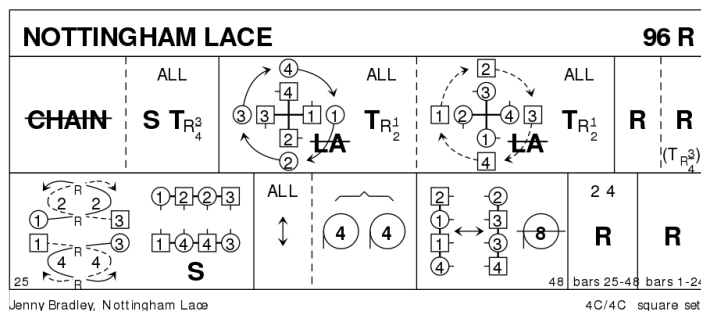 NOTTINGHAM LACE 96 R
ALL ALL ALL
CHAIN S T R 3/4 4 4 3 3 1 1 2 2 LA T R 1/2 2 3 1 2 4 3 1 4 LA T R 1/2 R R
(T R 3/4)
R 2 2 R 1 3 1 2 2 3 ALL 2 2 2 4
1 3 1 3 4 4 8 R R
R 4 4 R 1 4 4 3 1 3
S 4 4
25 48 bars 25-48 bars 1-24
Jenny Bradley, Nottingham Lace 4C/4C square set